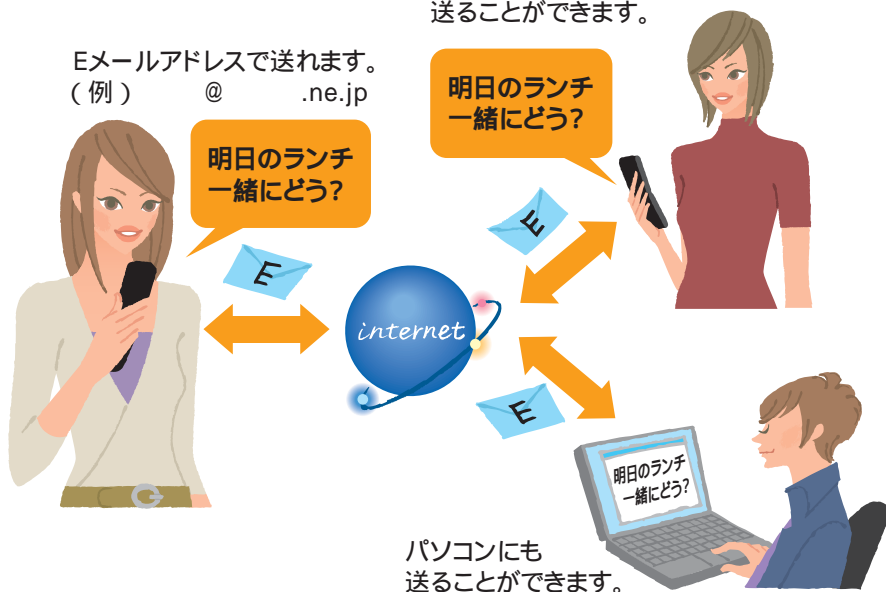 送ることができます。
Eメールアドレスで送れます。
(例) @ .ne.jp
明日のランチ
一緒にどう?
明日のランチ
一緒にどう?
E
E
internet
E
明日のランチ
一緒にどう?
パソコンにも
送ることができます。